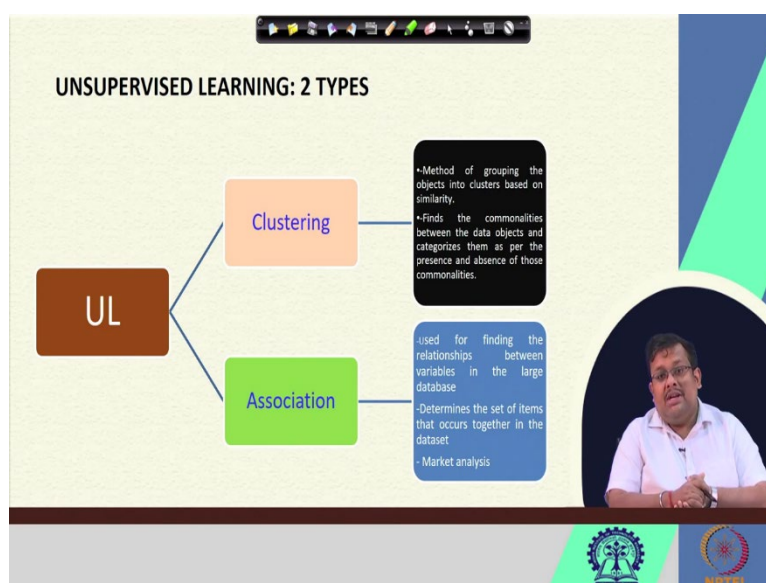 UNSUPERVISED LEARNING: 2 TYPES
UL
Clustering
•-Method of grouping the
objects into clusters based on
similarity.
•-Finds the commonalities
between the data objects and
categorizes them as per the
presence and absence of those
commonalities.
Association
-used for finding the
relationships between
variables in the large
database
-Determines the set of items
that occurs together in the
dataset
- Market analysis
NPTEL